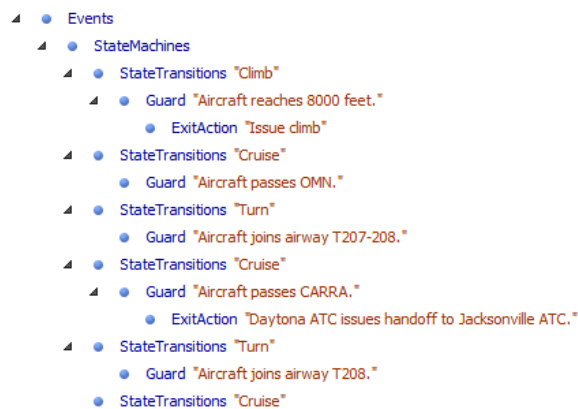 Events
StateMachines
StateTransitions "Climb"
Guard "Aircraft reaches 8000 feet."
ExitAction "Issue climb"
StateTransitions "Cruise"
Guard "Aircraft passes OMN."
StateTransitions "Turn"
Guard "Aircraft joins airway T207-208."
StateTransitions "Cruise"
Guard "Aircraft passes CARRA."
ExitAction "Daytona ATC issues handoff to Jacksonville ATC."
StateTransitions "Turn"
Guard "Aircraft joins airway T208."
StateTransitions "Cruise"